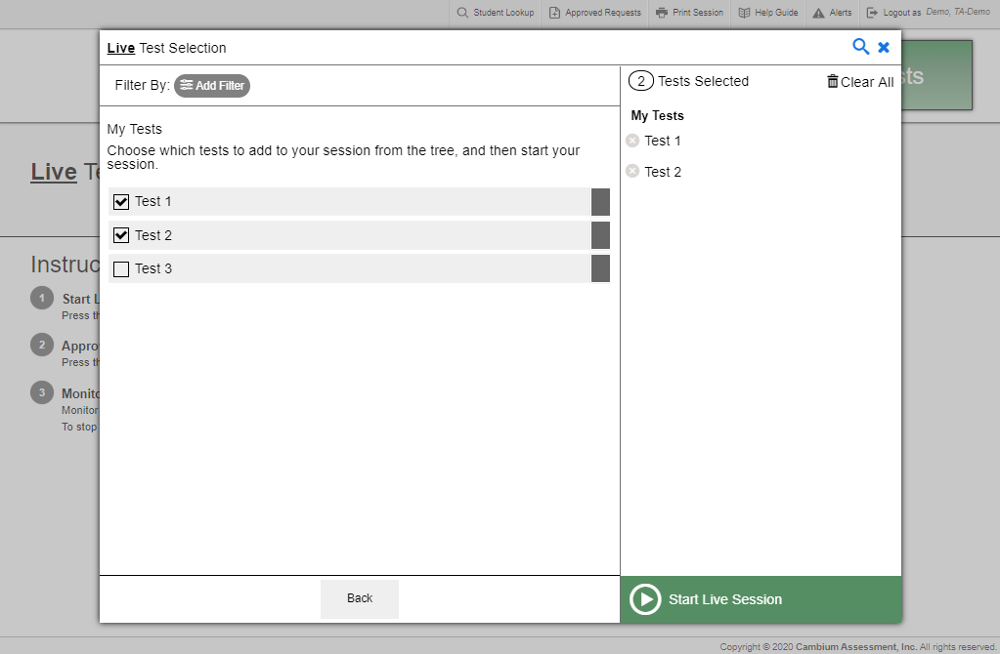 Student Lookup
Approved Requests
Print Session
Help Guide
Alerts
Logout as Demo, TA-Demo
Live Test Selection
Filter By: Add Filter
My Tests
Choose which tests to add to your session from the tree, and then start your
session.
Test 1
Test 2
Test 3
Back
2 Tests Selected
Clear All
My Tests
Test 1
Test 2
Start Live Session
sts
Live Te
Instruc
1 Start L
Press th
2 Appro
Press th
3 Monito
Monitor
To stop
Copyright © 2020 Cambium Assessment, Inc. All rights reserved.